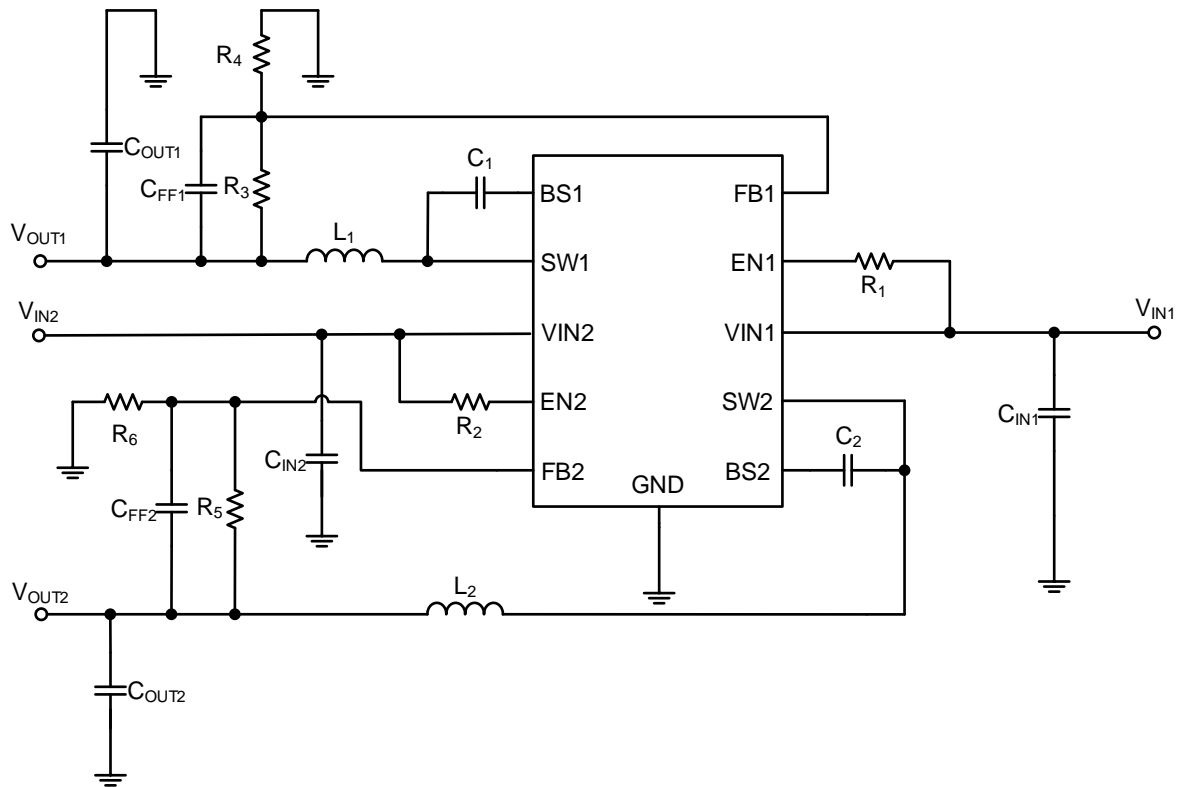 R4
COUT1
C1
CFF1
R3
BS1
FB1
VOUT1
L1
SW1
EN1
R1
VIN2
VIN2
VIN1
VIN1
EN2
SW2
R6
R2
CIN1
C2
CIN2
FB2
BS2
GND
CFF2
R5
VOUT2
L2
COUT2